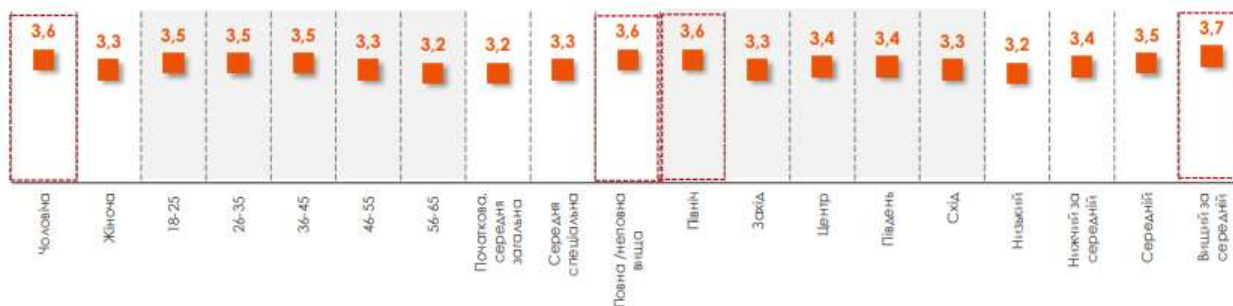 3,6
3,3
3,5
3,5
3,5
3,3
3,2
3,2
3,3
3,6
3,6
3,3
3,4
3,4
3,3
3,2
3,4
3,5
3,7
Чоловіча
Жіноча
18-25
26-35
36-45
46-55
56-65
Початкова,
середня
загальна
Середня
спеціальна
Повна /неповна
вища
Північ
Захід
Центр
Південь
Схід
Низький
Нижчий за
середній
Середній
Вищий за
середній